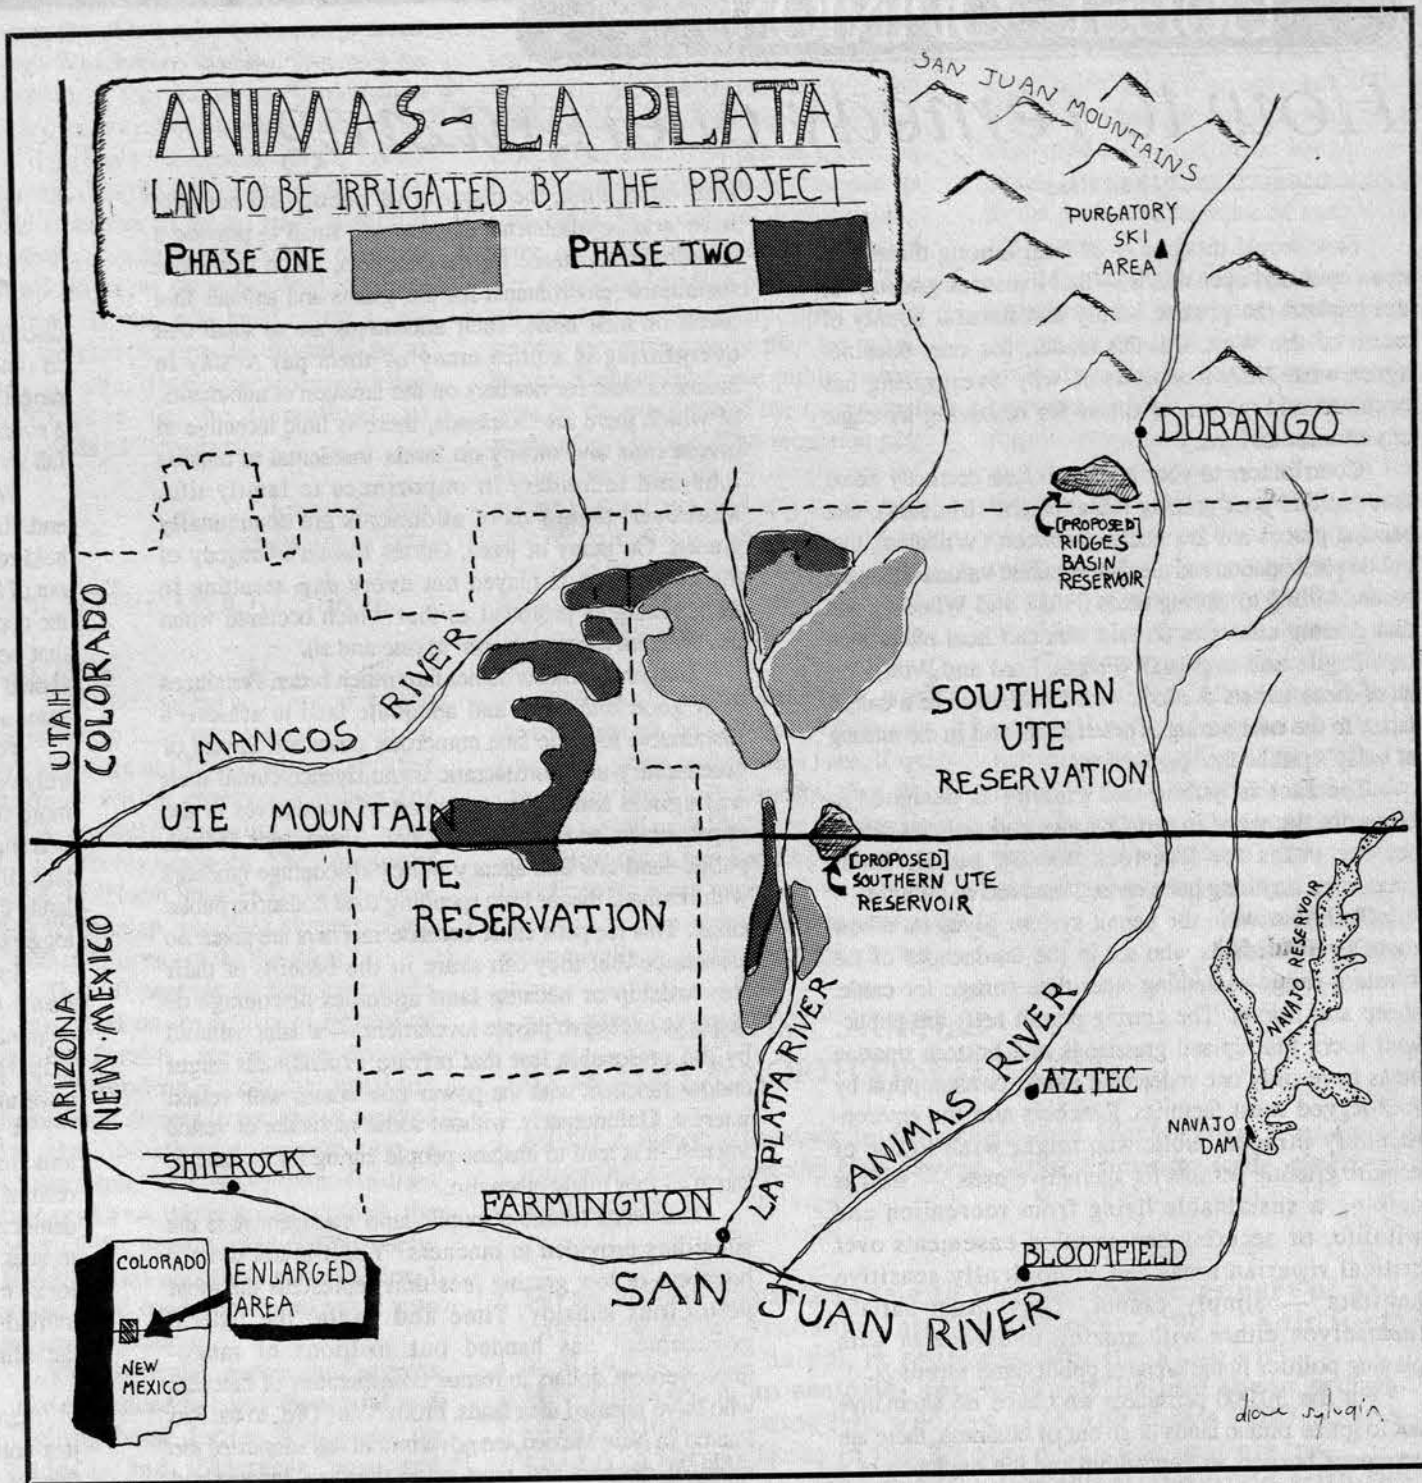 ANIMAS-LA PLATA
LAND TO BE IRRIGATED BY THE PROJECT
PHASE ONE
PHASE TWO
SAN JUAN MOUNTAINS
PURGATORY
SKI
AREA
DURANGO
[PROPOSED]
RIDGES
BASIN
RESERVOIR
UTAH
COLORADO
MANCOS RIVER
SOUTHERN
UTE
RESERVATION
UTE MOUNTAIN
UTE
RESERVATION
[PROPOSED]
SOUTHERN UTE
RESERVOIR
ARIZONA
NEW MEXICO
NAVAJO RESERVOIR
LA PLATA RIVER
ANIMAS RIVER
AZTEC
NAVAJO
DAM
SHIPROCK
FARMINGTON
BLOOMFIELD
SAN JUAN RIVER
COLORADO
ENLARGED
AREA
NEW
MEXICO
diane sylvain